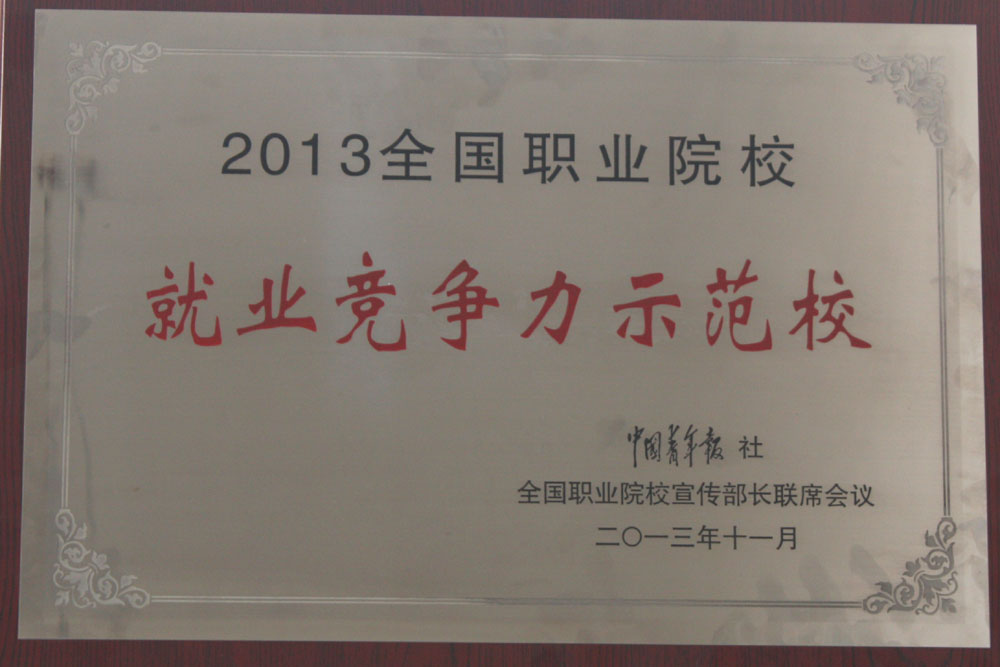 2013全国职业院校
就业竞争力示范校
中国青年报 社
全国职业院校宣传部长联席会议
二〇一三年十一月